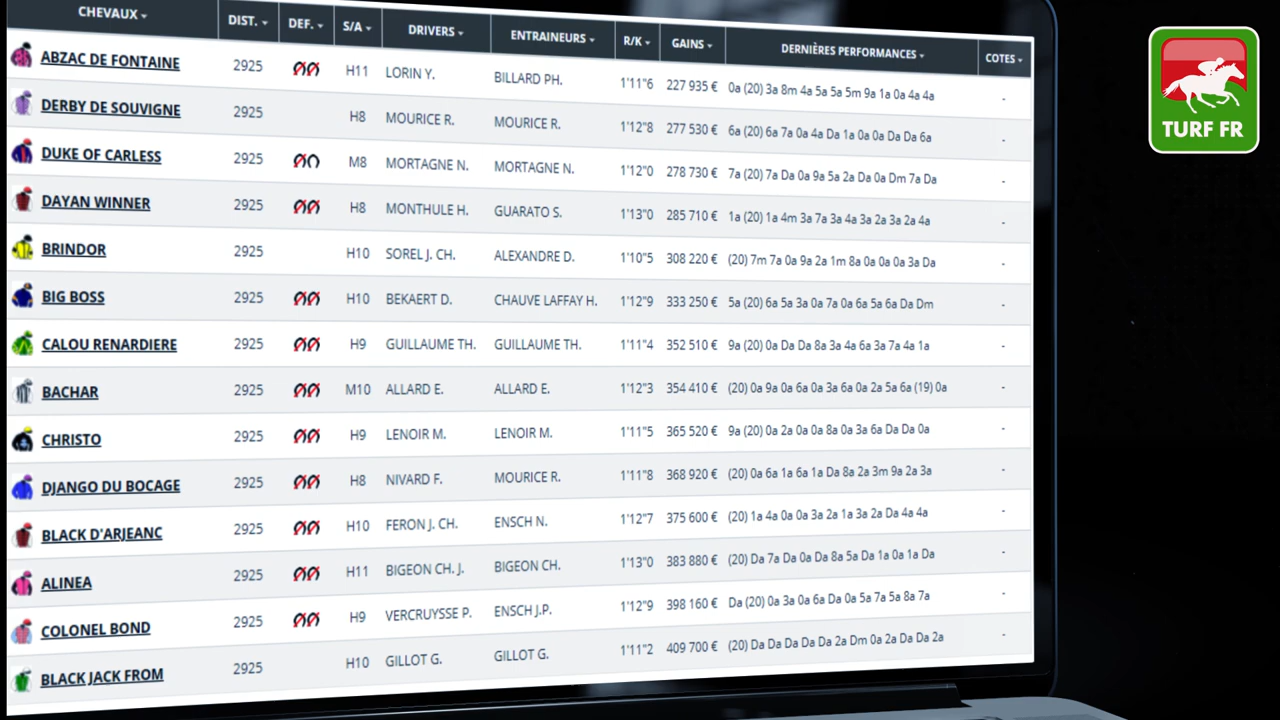 CHEVAUX DIST. DEF. S/A DRIVERS ENTRAINEURS R/K GAINS DERNIÈRES PERFORMANCES COTES
ABZAC DE FONTAINE 2925 H11 LORIN Y. BILLARD PH. 1'11"6 227 935 € 0a (20) 3a 8m 4a 5a 5a 5m 9a 1a 0a 4a 4a -
DERBY DE SOUVIGNE 2925 H8 MOURICE R. MOURICE R. 1'12"8 277 530 € 6a (20) 6a 7a 0a 4a Da 1a 0a 0a Da Da 6a -
DUKE OF CARLESS 2925 M8 MORTAGNE N. MORTAGNE N. 1'12"0 278 730 € 7a (20) 7a Da 0a 9a 5a 2a Da 0a Dm 7a Da -
DAYAN WINNER 2925 H8 MONTHULE H. GUARATO S. 1'13"0 285 710 € 1a (20) 1a 4m 3a 7a 3a 4a 3a 2a 3a 2a 4a -
BRINDOR 2925 H10 SOREL J. CH. ALEXANDRE D. 1'10"5 308 220 € (20) 7m 7a 0a 9a 2a 1m 8a 0a 0a 0a 3a Da -
BIG BOSS 2925 H10 BEKAERT D. CHAUVE LAFFAY H. 1'12"9 333 250 € 5a (20) 6a 5a 3a 0a 7a 0a 6a 5a 6a Da Dm -
CALOU RENARDIERE 2925 H9 GUILLAUME TH. GUILLAUME TH. 1'11"4 352 510 € 9a (20) 0a Da Da 8a 3a 4a 6a 3a 7a 4a 1a -
BACHAR 2925 M10 ALLARD E. ALLARD E. 1'12"3 354 410 € (20) 0a 9a 0a 6a 0a 3a 6a 0a 2a 5a 6a (19) 0a -
CHRISTO 2925 H9 LENOIR M. LENOIR M. 1'11"5 365 520 € 9a (20) 0a 2a 0a 0a 8a 0a 3a 6a Da Da 0a -
DJANGO DU BOCAGE 2925 H8 NIVARD F. MOURICE R. 1'11"8 368 920 € (20) 0a 6a 1a 6a 1a Da 8a 2a 3m 9a 2a 3a -
BLACK D'ARJEANC 2925 H10 FERON J. CH. ENSCH N. 1'12"7 375 600 € (20) 1a 4a 0a 0a 3a 2a 1a 3a 2a Da 4a 4a -
ALINEA 2925 H11 BIGEON CH. J. BIGEON CH. 1'13"0 383 880 € (20) Da 7a Da 0a Da 8a 5a Da 1a 0a 1a Da -
COLONEL BOND 2925 H9 VERCRUYSSE P. ENSCH J.P. 1'12"9 398 160 € Da (20) 0a 3a 0a 6a Da 0a 5a 7a 5a 8a 7a -
BLACK JACK FROM 2925 H10 GILLOT G. GILLOT G. 1'11"2 409 700 € (20) Da Da Da Da Da 2a Dm 0a 2a Da Da 2a -
TURF FR